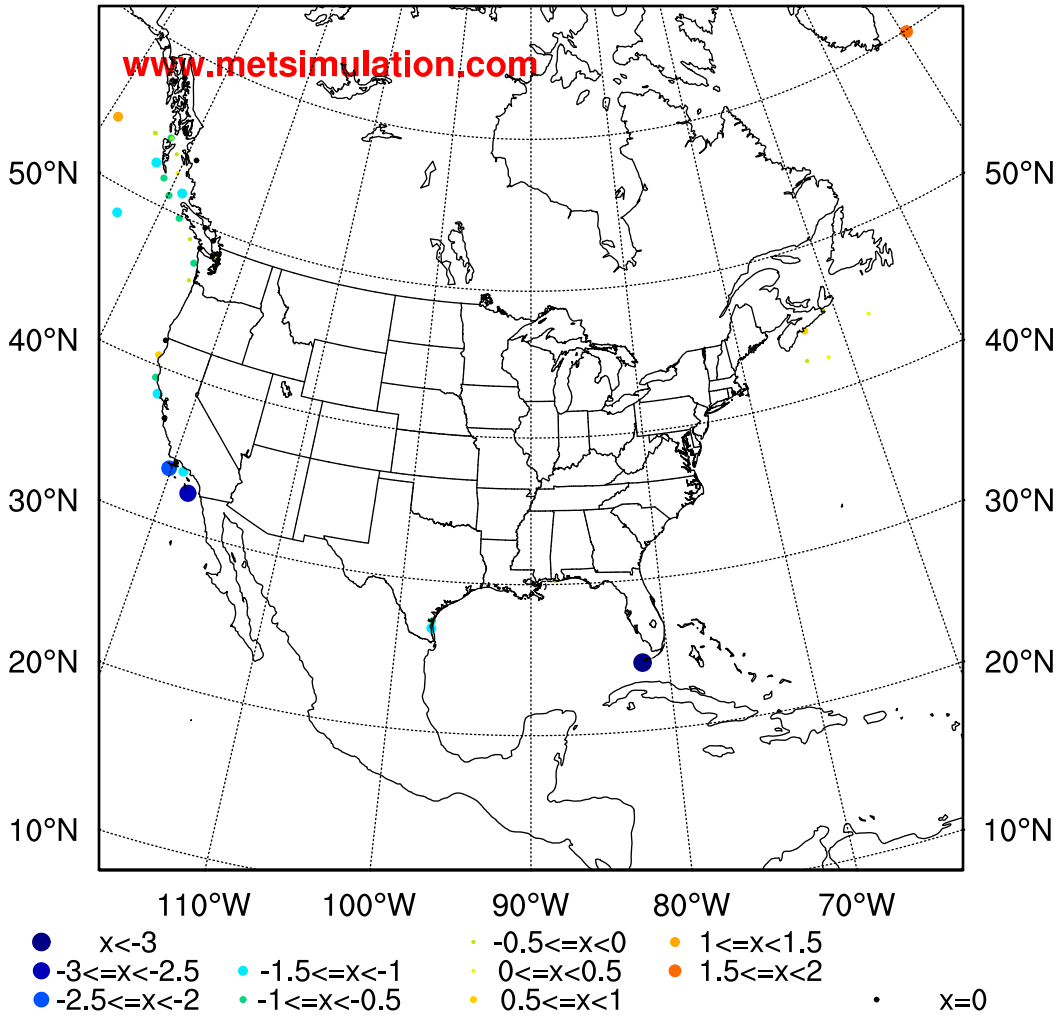 www.metsimulation.com
50°N 50°N
40°N 40°N
30°N 30°N
20°N 20°N
10°N 10°N
110°W 100°W 90°W 80°W 70°W
x<-3 -0.5<=x<0 1<=x<1.5
-3<=x<-2.5 -1.5<=x<-1 0<=x<0.5 1.5<=x<2
-2.5<=x<-2 -1<=x<-0.5 0.5<=x<1 x=0